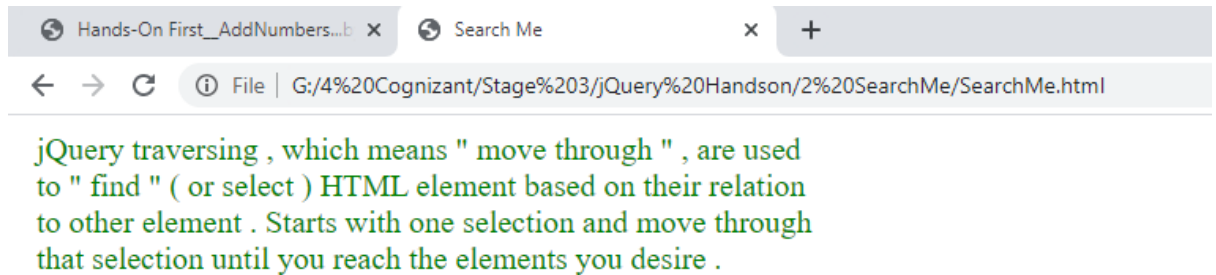 Hands-On First__AddNumbers...b
Search Me
File | G:/4%20Cognizant/Stage%203/jQuery%20Handson/2%20SearchMe/SearchMe.html
jQuery traversing , which means " move through " , are used
to " find " ( or select ) HTML element based on their relation
to other element . Starts with one selection and move through
that selection until you reach the elements you desire .